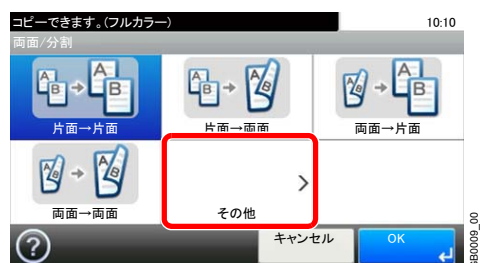 コピーできます。(フルカラー)
10:10
両面/分割
片面→片面
片面→両面
両面→片面
両面→両面
その他
キャンセル
OK